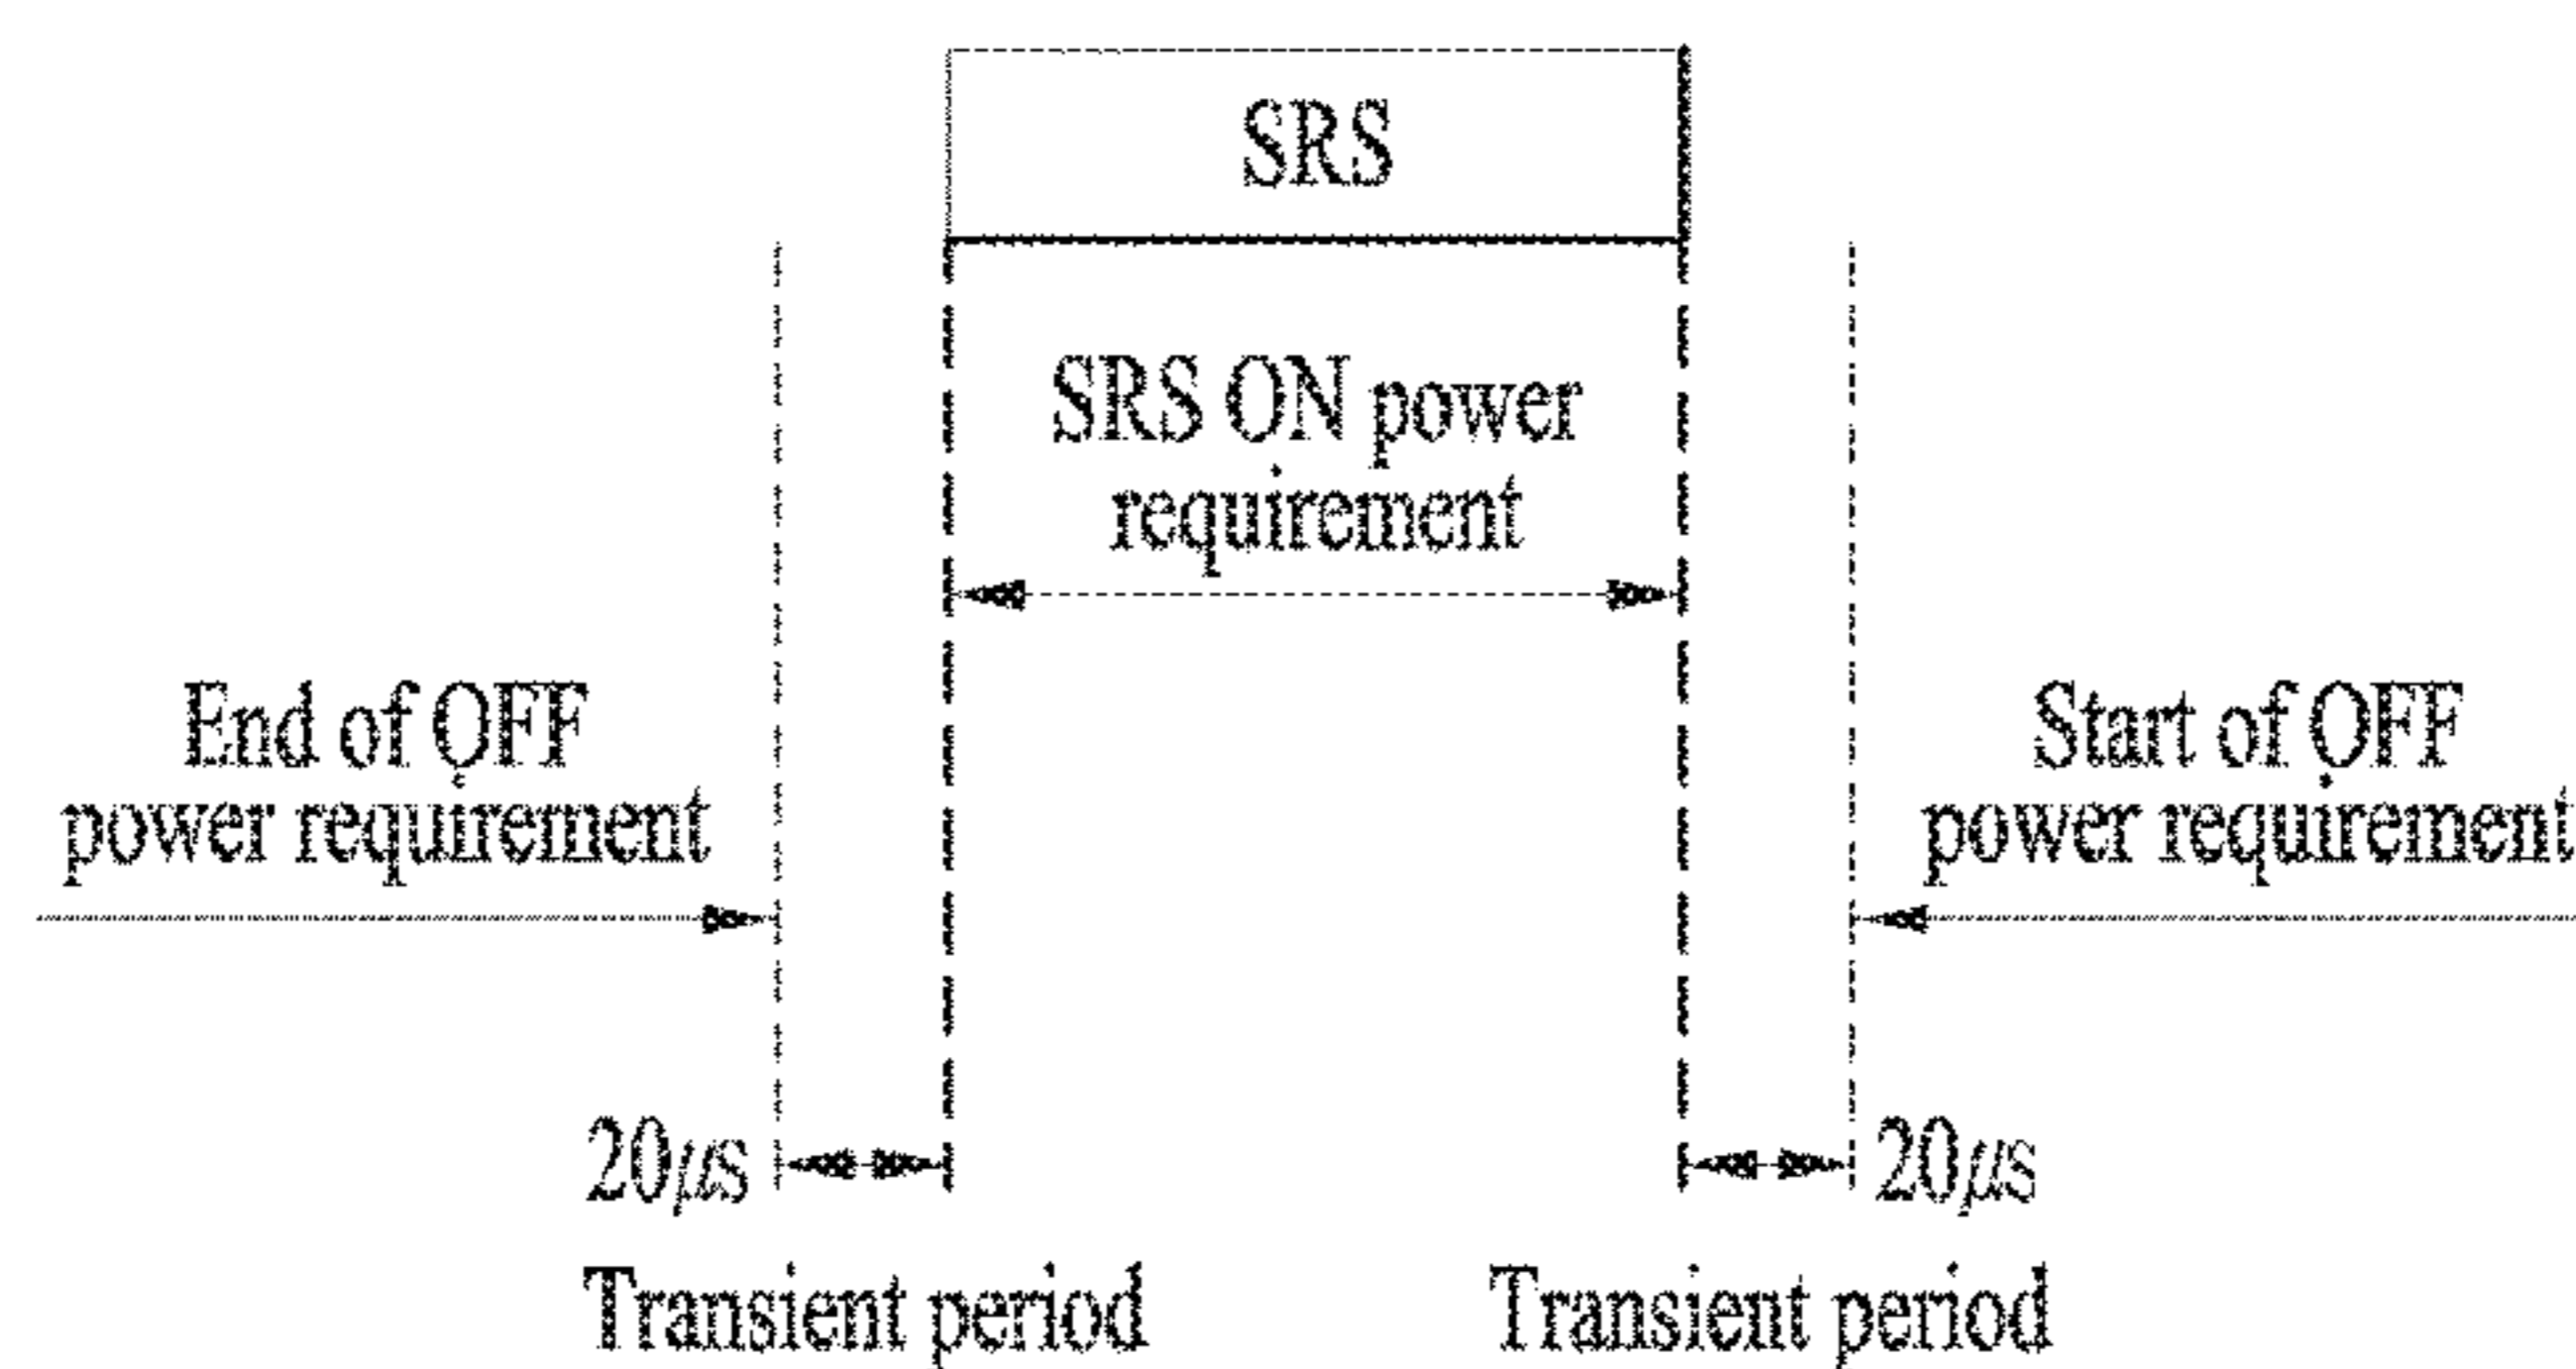 SRS
SRS ON power
requirement
End of OFF
power requirement
Start of OFF
power requirement
20μs
20μs
Transient period
Transient period